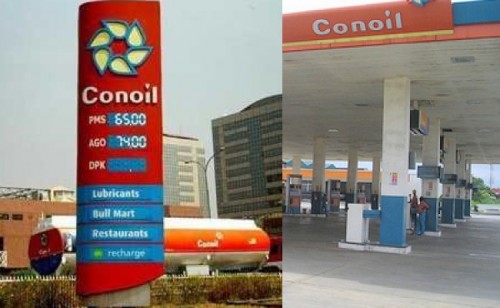 Conoil
PMS 65.00
AGO 74.00
DPK
Lubricants
Bull Mart
Restaurants
recharge
Conoil
Conoil